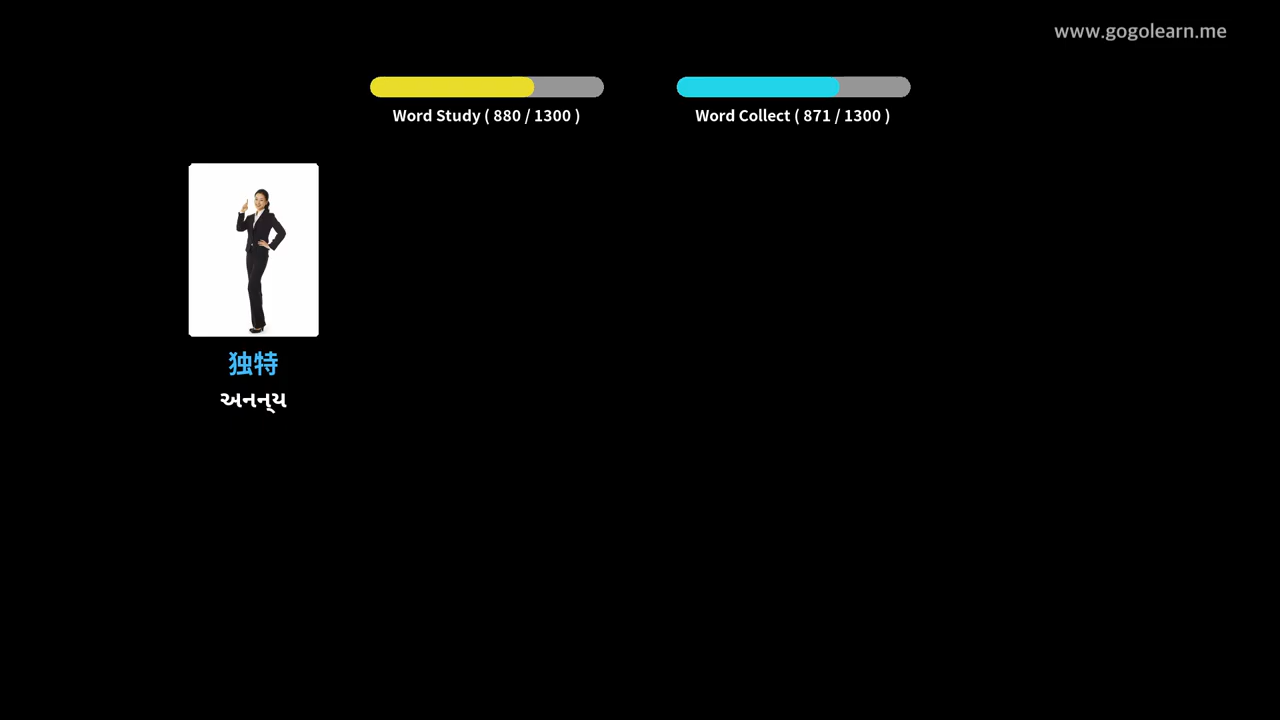 www.gogolearn.me
Word Study ( 880 / 1300 )
Word Collect ( 871 / 1300 )
独特
અનન્ય